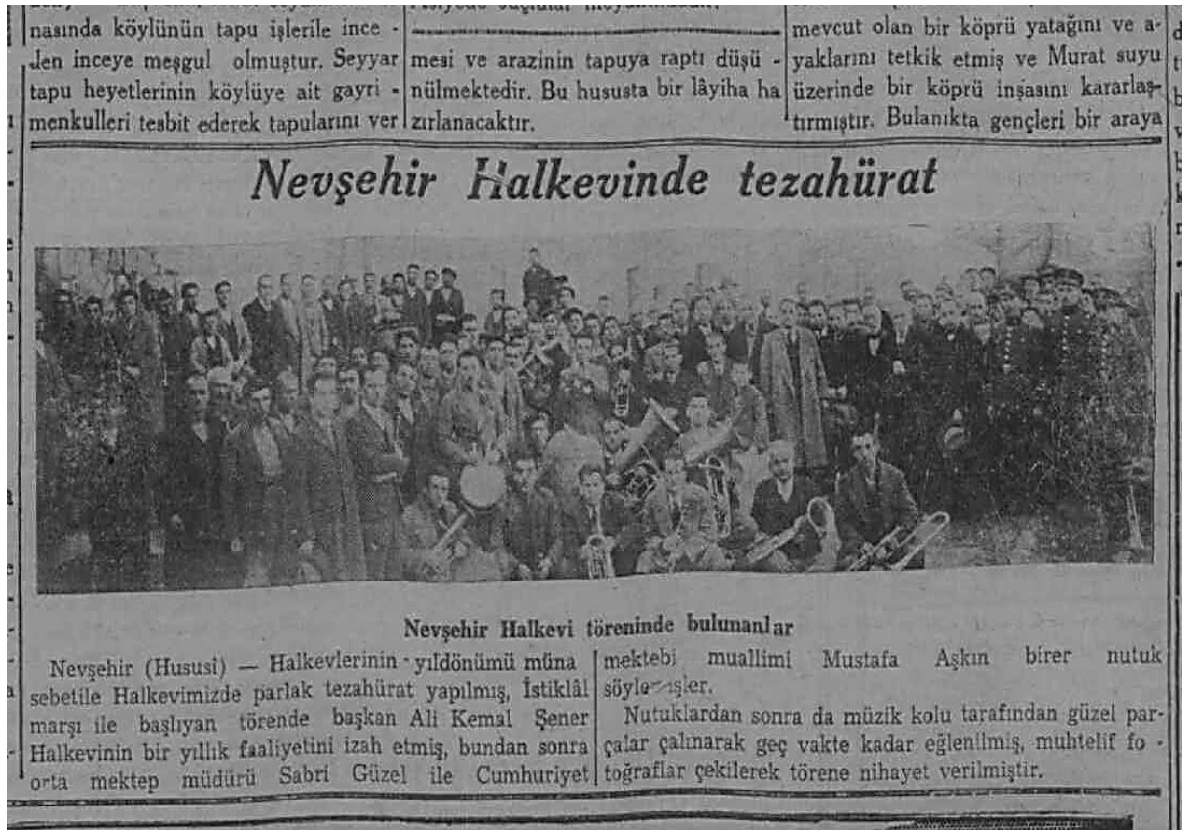 nasında köylünün tapu işlerile ince -
den inceye meşgul olmuştur. Seyyar
tapu heyetlerinin köylüye ait gayri -
menkulleri tesbit ederek tapularını ver
mesi ve arazinin tapuya raptı düşü -
nülmektedir. Bu hususta bir lâyiha ha
zırlanacaktır.
mevcut olan bir köprü yatağını ve a-
yaklarını tetkik etmiş ve Murat suyu
üzerinde bir köprü inşasını kararlaş-
tırmıştır. Bulanıkta gençleri bir araya
Nevşehir Halkevinde tezahürat
Nevşehir Halkevi töreninde bulunanlar
Nevşehir (Hususî) — Halkevlerinin yıldönümü müna
sebetile Halkevimizde parlak tezahürat yapılmış, İstiklâl
marşı ile başlıyan törende başkan Ali Kemal Şener
Halkevinin bir yıllık faaliyetini izah etmiş, bundan sonra
orta mektep müdürü Sabri Güzel ile Cumhuriyet
mektebi muallimi Mustafa Aşkın birer nutuk
söylemişler.
Nutuklardan sonra da müzik kolu tarafından güzel par-
çalar çalınarak geç vakte kadar eğlenilmiş, muhtelif fo -
toğraflar çekilerek törene nihayet verilmiştir.